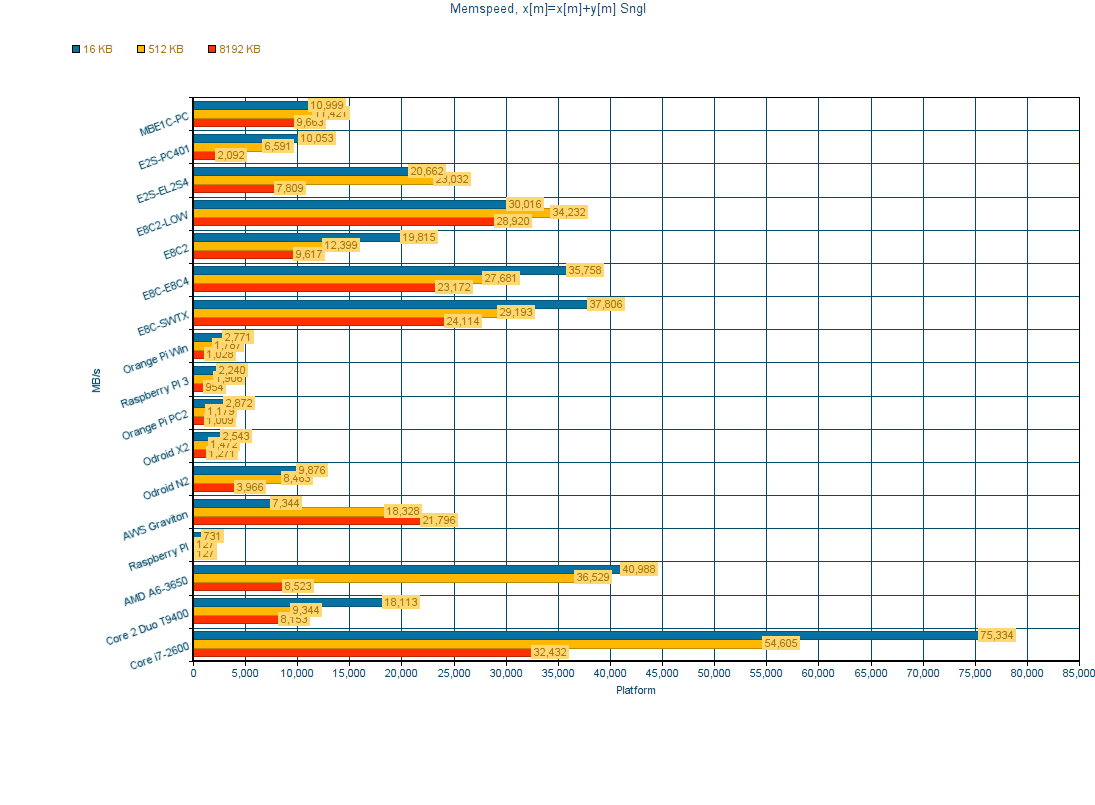 Memspeed, x[m]=x[m]+y[m] Sngl
16 KB 512 KB 8192 KB
MBE1C-PC 10,999 11,421 9,663
E2S-PC401 10,053 6,591 2,092
E2S-EL2S4 20,662 23,032 7,809
E8C2-LOW 30,016 34,232 28,920
E8C2 19,815 12,399 9,617
E8C-E8C4 35,758 27,681 23,172
E8C-SWTX 37,806 29,193 24,114
Orange Pi Win 2,771 1,787 1,028
Raspberry PI 3 2,240 1,906 954
Orange Pi PC2 2,872 1,179 1,009
Odroid X2 2,543 1,472 1,271
Odroid N2 9,876 8,463 3,966
AWS Graviton 7,344 18,328 21,796
Raspberry PI 731 127 127
AMD A6-3650 40,988 36,529 8,523
Core 2 Duo T9400 18,113 9,344 8,153
Core i7-2600 75,334 54,605 32,432
MB/s
0 5,000 10,000 15,000 20,000 25,000 30,000 35,000 40,000 45,000 50,000 55,000 60,000 65,000 70,000 75,000 80,000 85,000
Platform